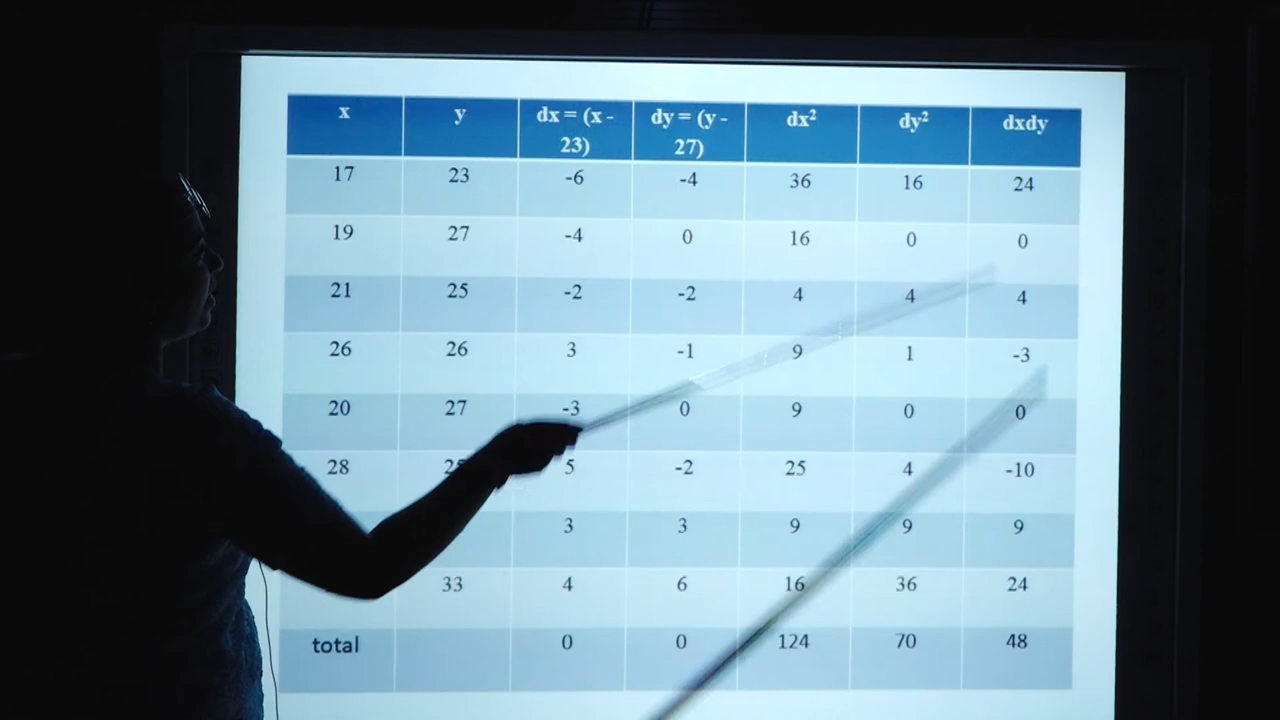 x y dx = (x - 23) dy = (y - 27) dx² dy² dxdy
17 23 -6 -4 36 16 24
19 27 -4 0 16 0 0
21 25 -2 -2 4 4 4
26 26 3 -1 9 1 -3
20 27 -3 0 9 0 0
28 5 -2 25 4 -10
3 3 9 9 9
33 4 6 16 36 24
total 0 0 124 70 48